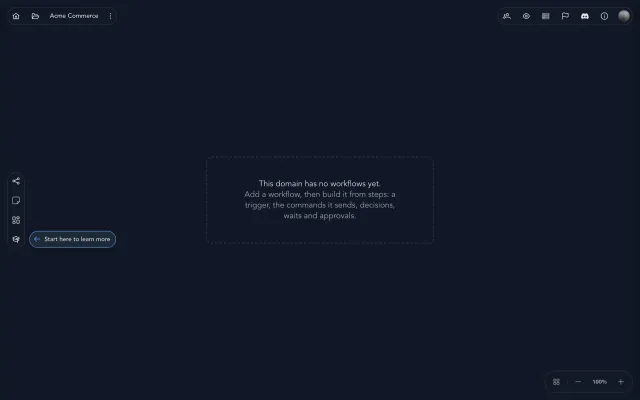 Acme Commerce
This domain has no workflows yet.
Add a workflow, then build it from steps: a
trigger, the commands it sends, decisions,
waits and approvals.
Start here to learn more
100%